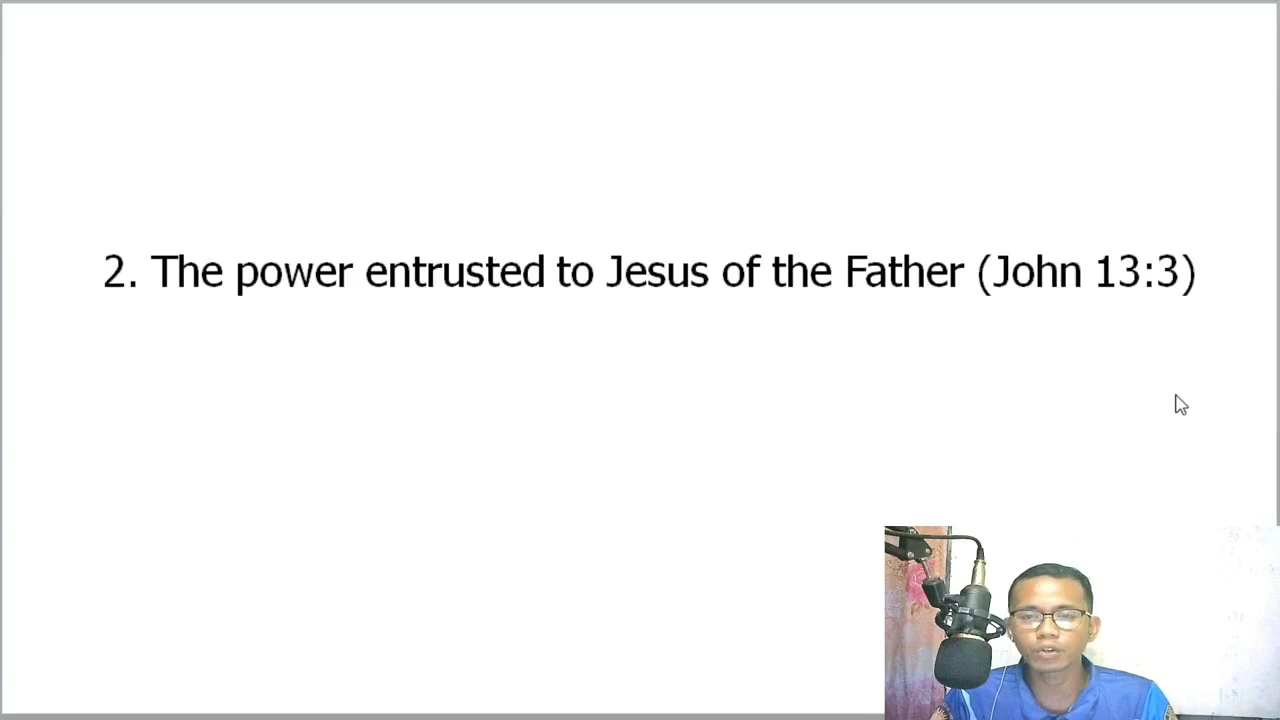 2. The power entrusted to Jesus of the Father (John 13:3)